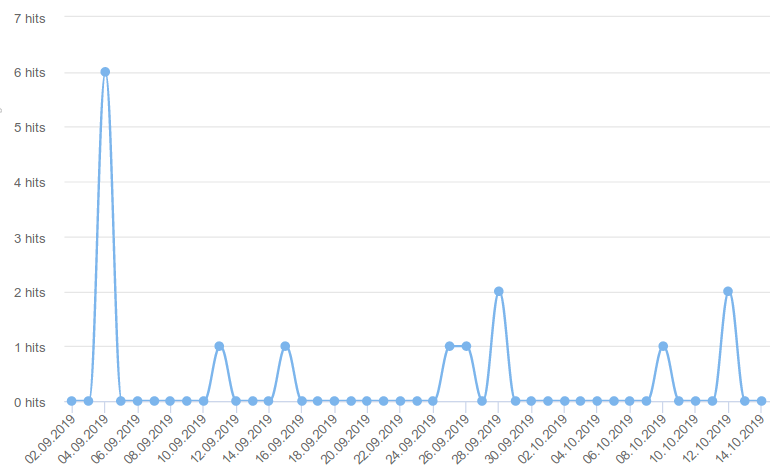 7 hits
6 hits
5 hits
4 hits
3 hits
2 hits
1 hits
0 hits
02.09.2019
04.09.2019
06.09.2019
08.09.2019
10.09.2019
12.09.2019
14.09.2019
16.09.2019
18.09.2019
20.09.2019
22.09.2019
24.09.2019
26.09.2019
28.09.2019
30.09.2019
02.10.2019
04.10.2019
06.10.2019
08.10.2019
10.10.2019
12.10.2019
14.10.2019